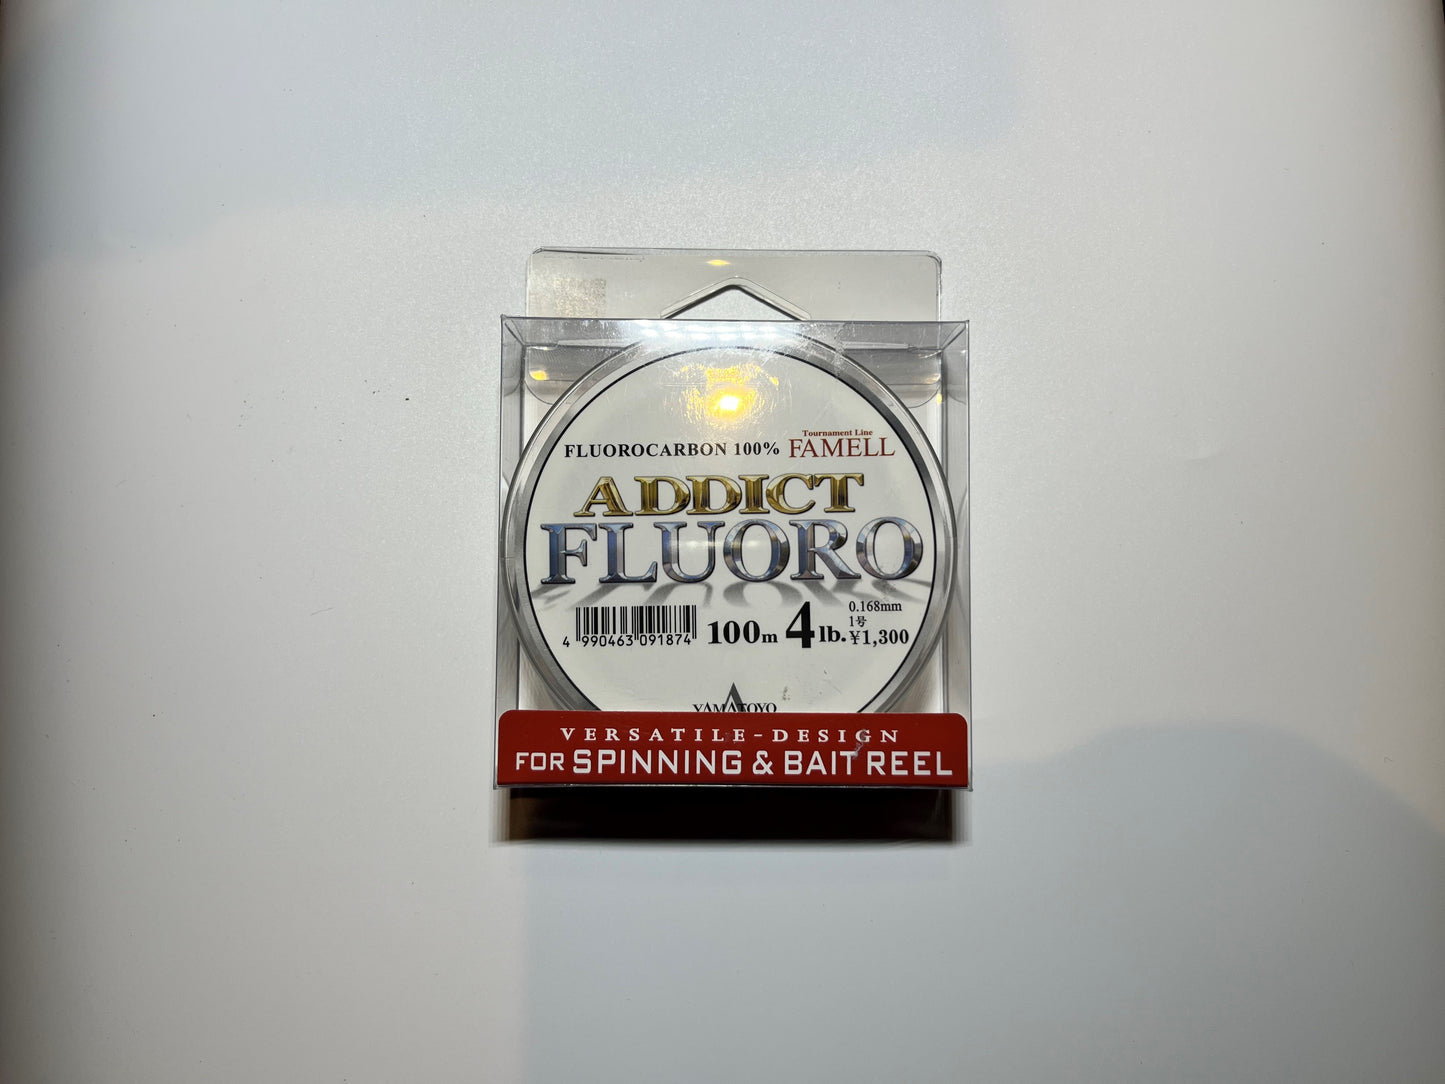 Tournament Line
FLUOROCARBON 100% FAMELL
ADDICT
FLUORO
4 990463 091874
100m 4lb.
0.168mm
1号
¥1,300
YAMATOYO
VERSATILE-DESIGN
FOR SPINNING & BAIT REEL